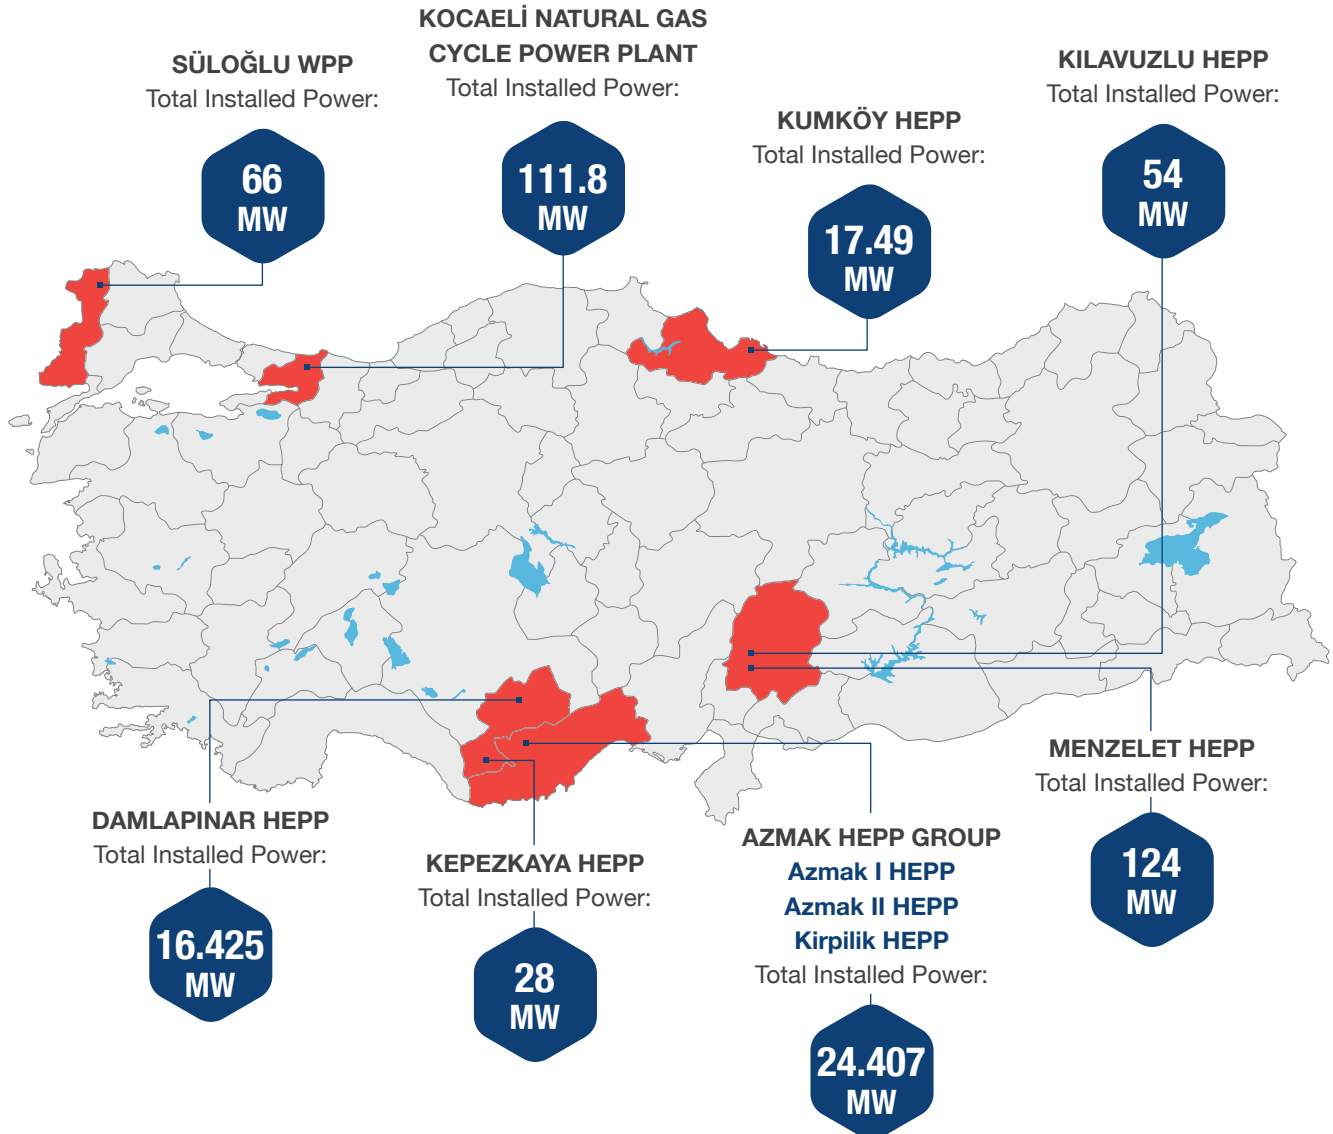 KOCAELİ NATURAL GAS
CYCLE POWER PLANT
Total Installed Power:
111.8
MW
SÜLOĞLU WPP
Total Installed Power:
66
MW
KILAVUZLU HEPP
Total Installed Power:
54
MW
KUMKÖY HEPP
Total Installed Power:
17.49
MW
MENZELET HEPP
Total Installed Power:
124
MW
DAMLAPINAR HEPP
Total Installed Power:
16.425
MW
KEPEZKAYA HEPP
Total Installed Power:
28
MW
AZMAK HEPP GROUP
Azmak I HEPP
Azmak II HEPP
Kirpilik HEPP
Total Installed Power:
24.407
MW